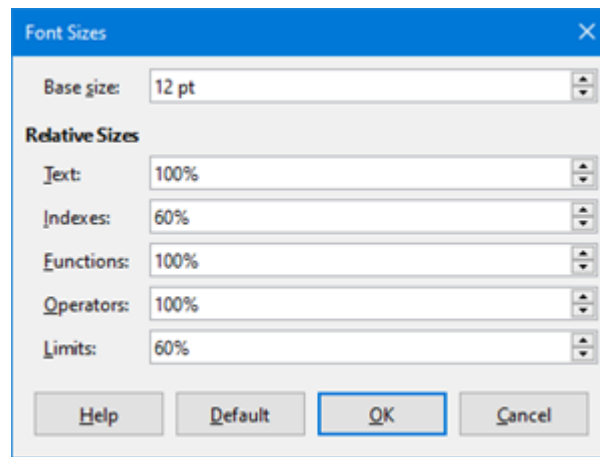 Font Sizes
Base size: 12 pt
Relative Sizes
Text: 100%
Indexes: 60%
Functions: 100%
Operators: 100%
Limits: 60%
Help Default OK Cancel